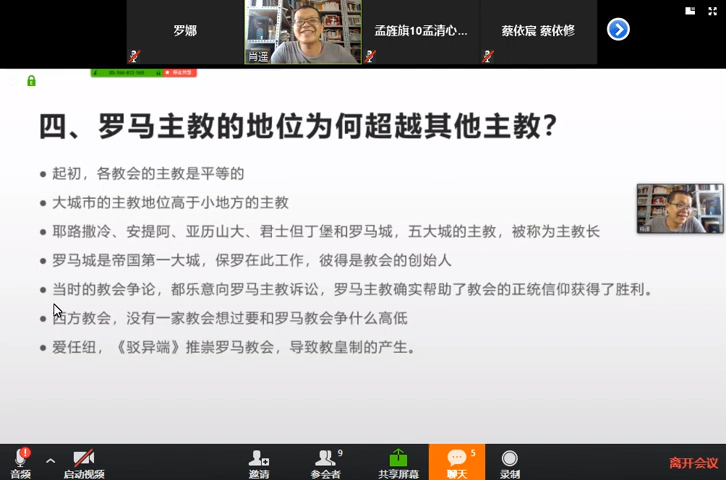 罗娜
肖遥
孟旌旗10孟清心...
蔡依宸 蔡依修
四、罗马主教的地位为何超越其他主教？
● 起初，各教会的主教是平等的
● 大城市的主教地位高于小地方的主教
● 耶路撒冷、安提阿、亚历山大、君士但丁堡和罗马城，五大城的主教，被称为主教长
● 罗马城是帝国第一大城，保罗在此工作，彼得是教会的创始人
● 当时的教会争论，都乐意向罗马主教诉讼，罗马主教确实帮助了教会的正统信仰获得了胜利。
● 西方教会，没有一家教会想过要和罗马教会争什么高低
● 爱任纽，《驳异端》推崇罗马教会，导致教皇制的产生。
音频
启动视频
邀请
9
参会者
共享屏幕
5
聊天
录制
离开会议